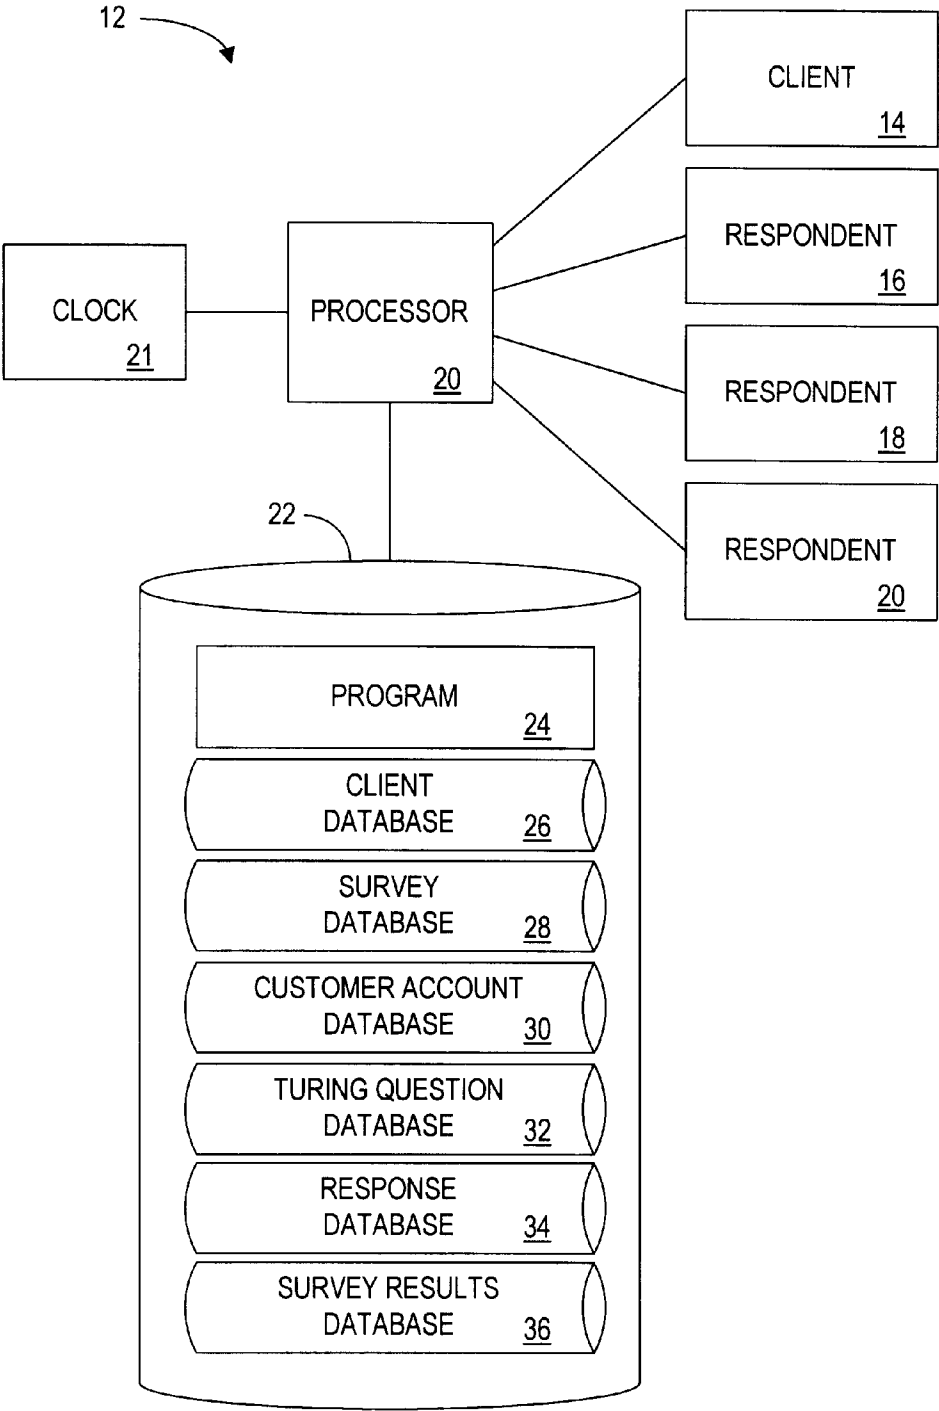 12
CLIENT
14
RESPONDENT
16
CLOCK
21
PROCESSOR
20
RESPONDENT
18
22
RESPONDENT
20
PROGRAM
24
CLIENT
DATABASE 26
SURVEY
DATABASE 28
CUSTOMER ACCOUNT
DATABASE 30
TURING QUESTION
DATABASE 32
RESPONSE
DATABASE 34
SURVEY RESULTS
DATABASE 36